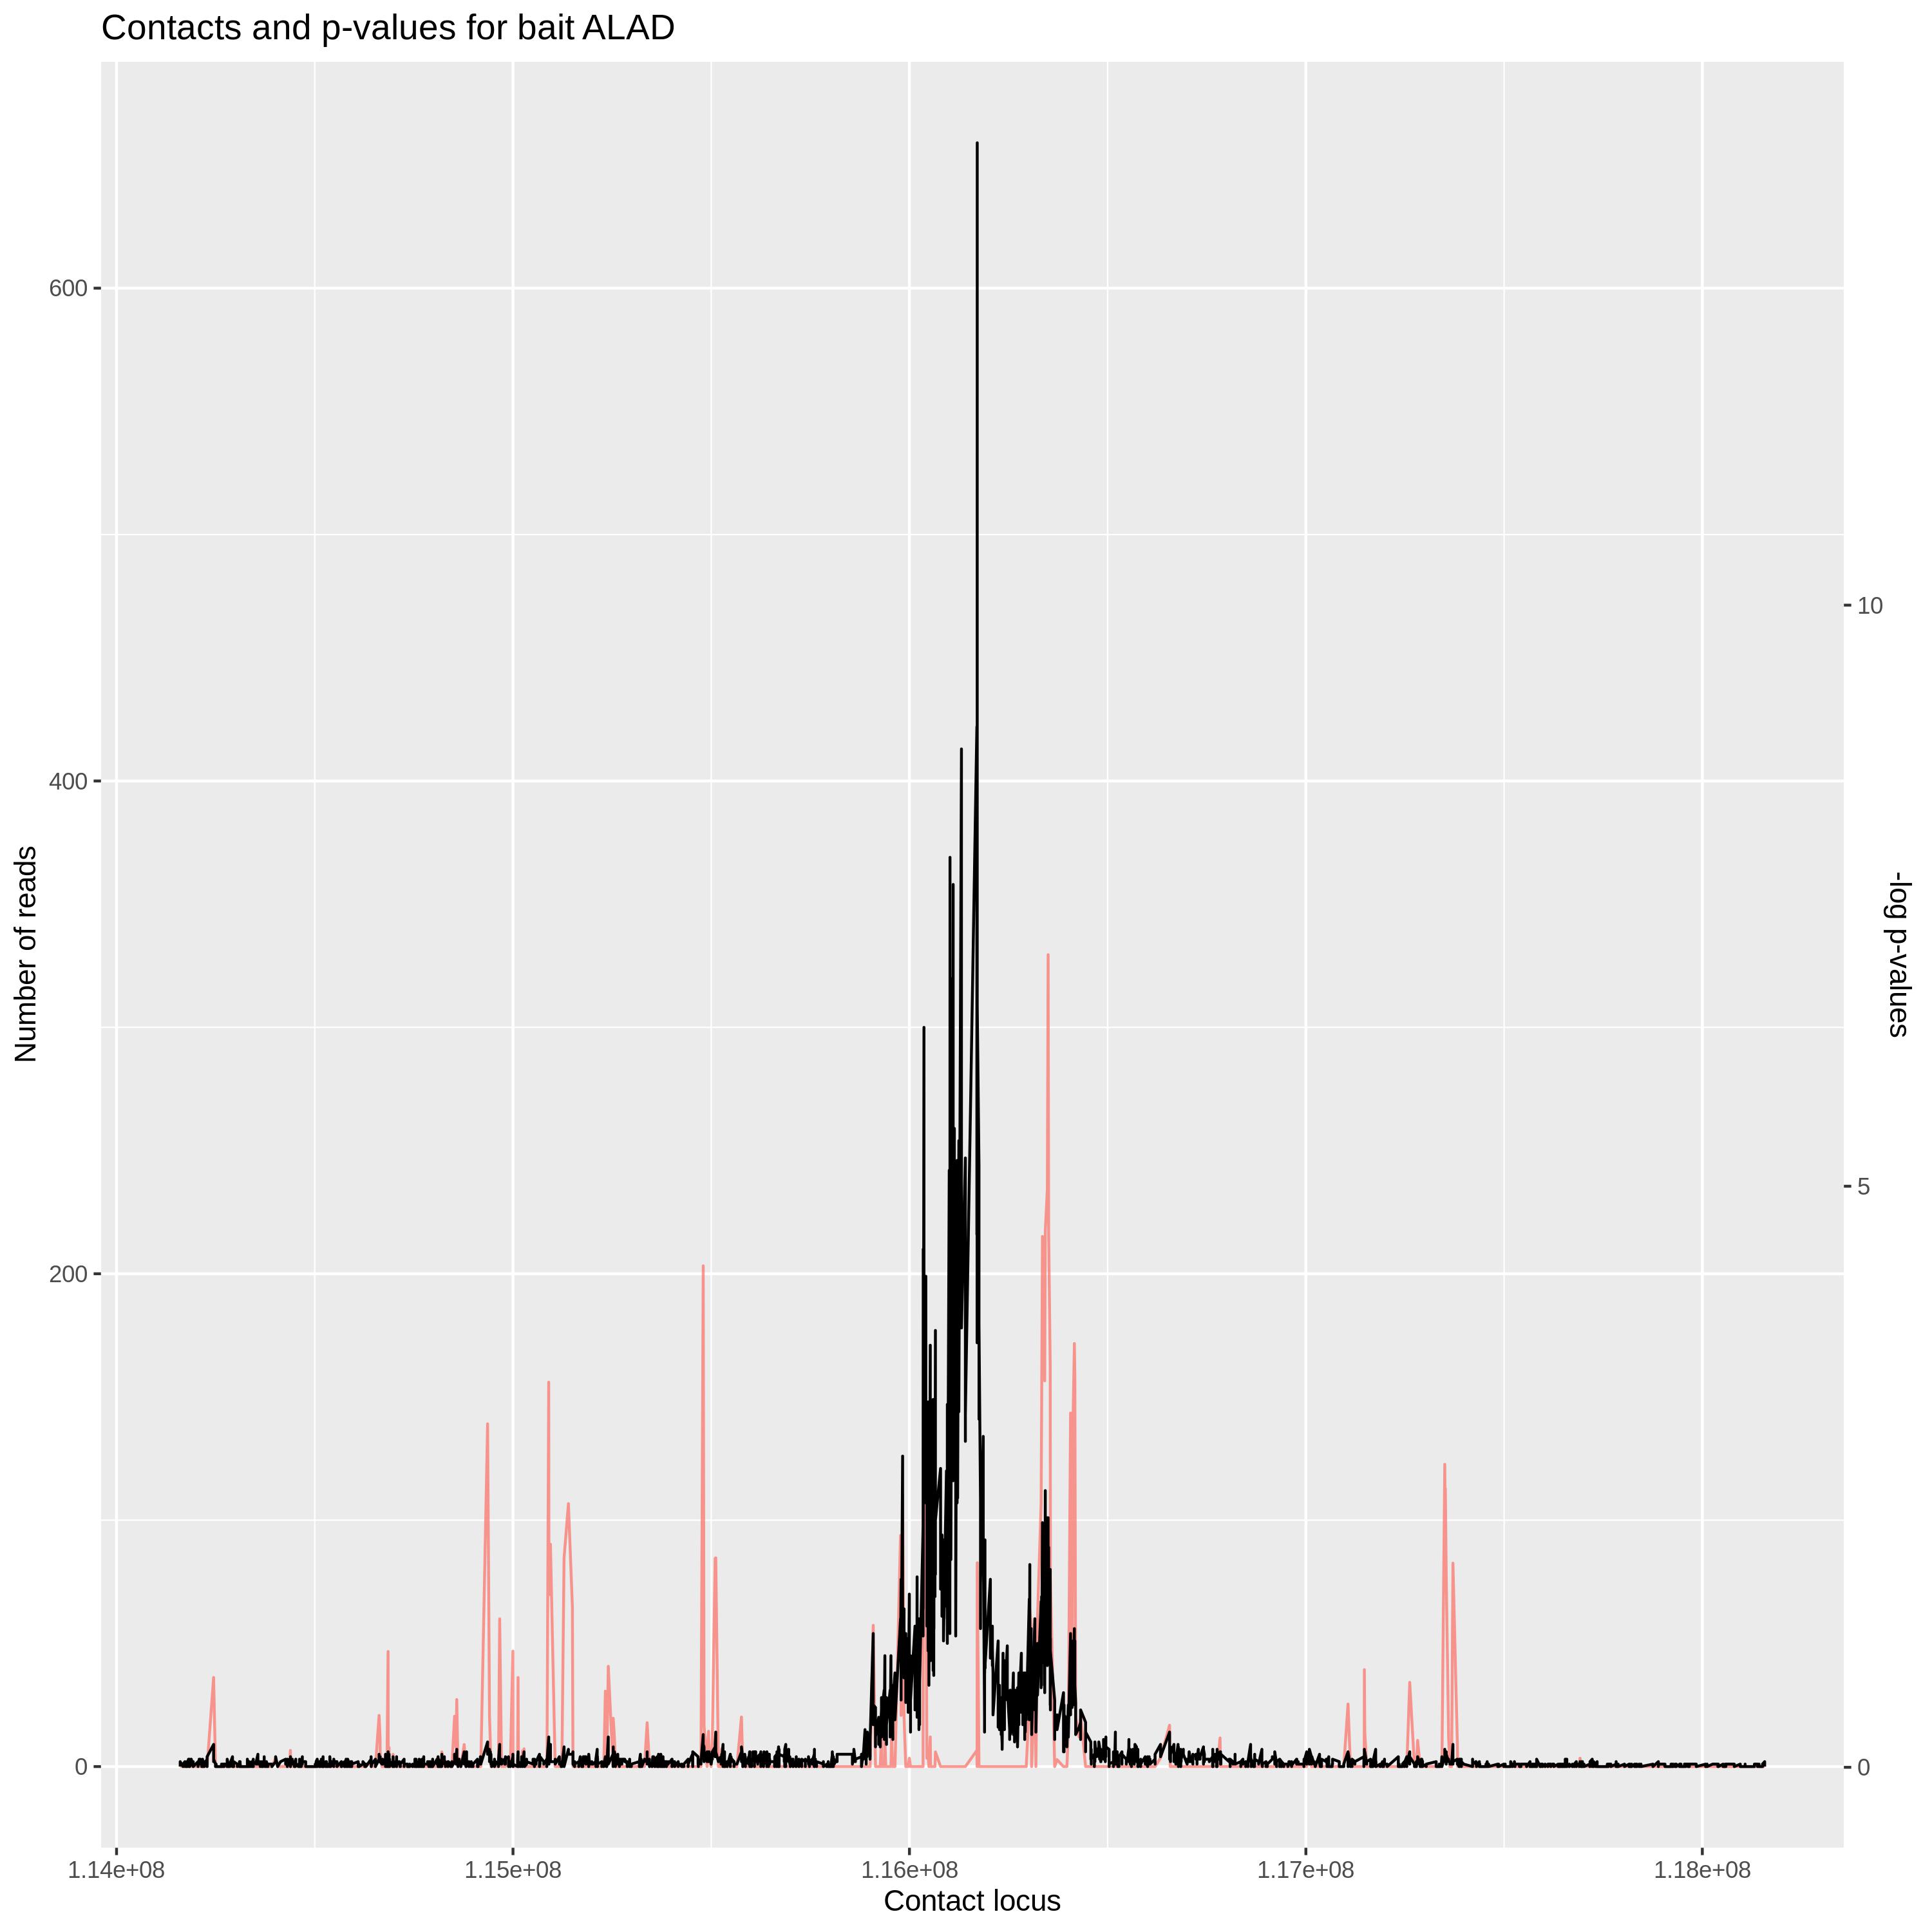 Contacts and p-values for bait ALAD
600
400
200
0
Number of reads
10
5
0
-log p-values
1.14e+08
1.15e+08
1.16e+08
1.17e+08
1.18e+08
Contact locus